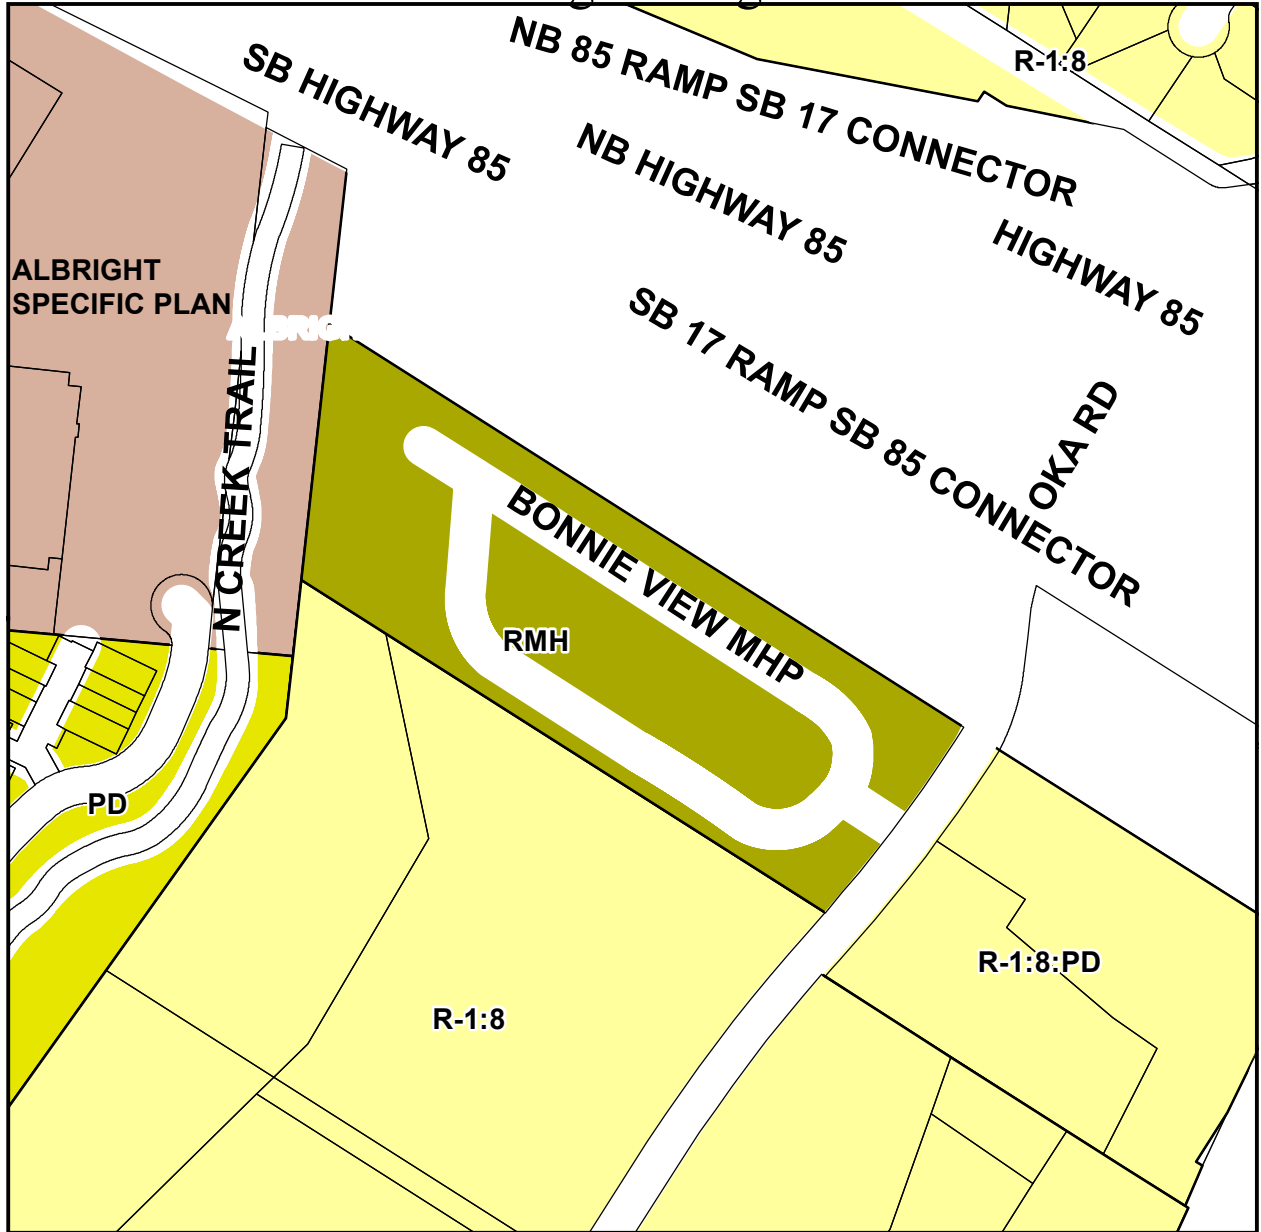 NB 85 RAMP SB 17 CONNECTOR
R-1:8
SB HIGHWAY 85
NB HIGHWAY 85
HIGHWAY 85
ALBRIGHT
SPECIFIC PLAN
SB 17 RAMP SB 85 CONNECTOR
OKA RD
N CREEK TRAIL
BONNIE VIEW MHP
RMH
PD
R-1:8:PD
R-1:8